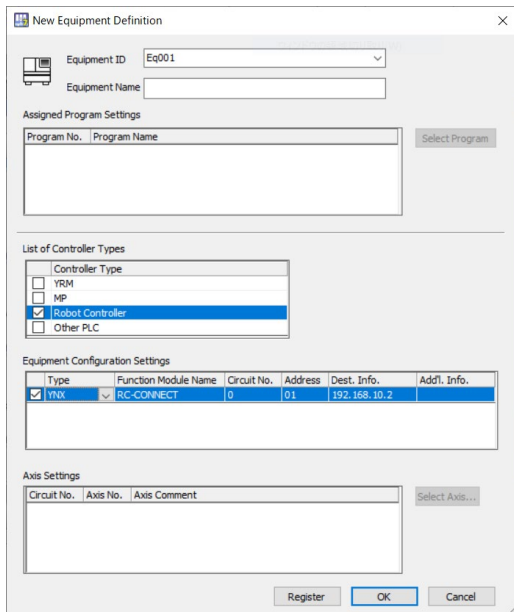 New Equipment Definition
Equipment ID Eq001
Equipment Name
Assigned Program Settings
Program No. Program Name
Select Program
List of Controller Types
Controller Type
YRM
MP
Robot Controller
Other PLC
Equipment Configuration Settings
Type Function Module Name Circuit No. Address Dest. Info. Add'l. Info.
YNX RC-CONNECT 0 01 192.168.10.2
Axis Settings
Circuit No. Axis No. Axis Comment
Select Axis...
Register OK Cancel